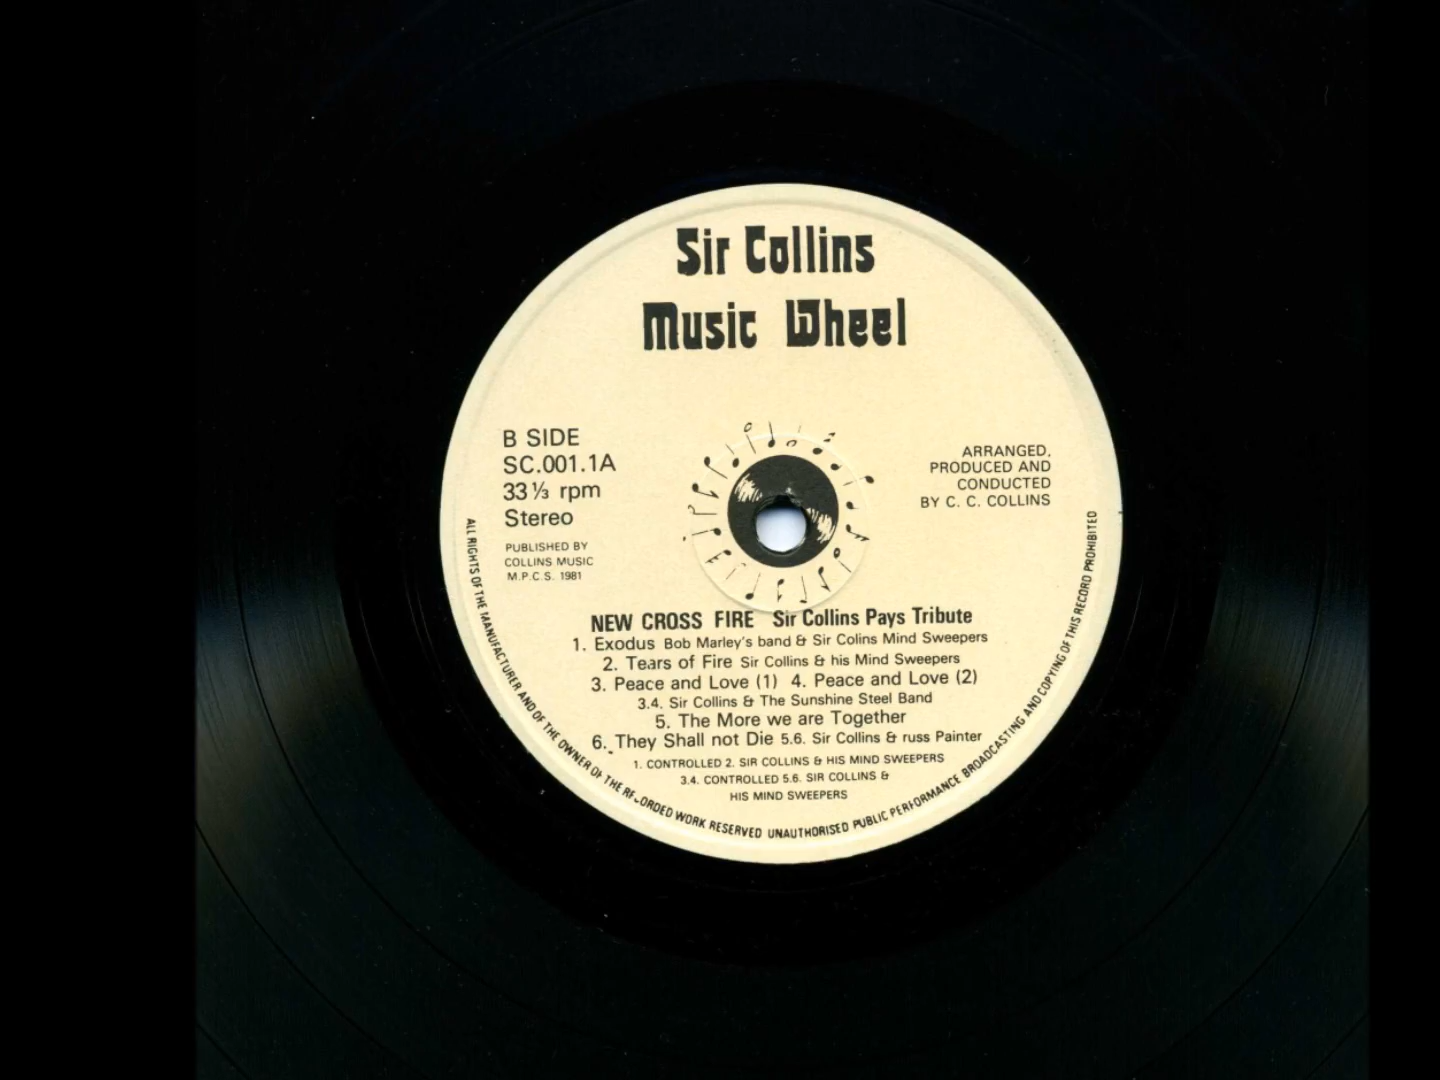 Sir Collins
Music Wheel
B SIDE
SC.001.1A
33⅓ rpm
Stereo
PUBLISHED BY
COLLINS MUSIC
M.P.C.S. 1981
ARRANGED,
PRODUCED AND
CONDUCTED
BY C. C. COLLINS
NEW CROSS FIRE Sir Collins Pays Tribute
1. Exodus Bob Marley's band & Sir Colins Mind Sweepers
2. Tears of Fire Sir Collins & his Mind Sweepers
3. Peace and Love (1) 4. Peace and Love (2)
3.4. Sir Collins & The Sunshine Steel Band
5. The More we are Together
6. They Shall not Die 5.6. Sir Collins & russ Painter
1. CONTROLLED 2. SIR COLLINS & HIS MIND SWEEPERS
3.4. CONTROLLED 5.6. SIR COLLINS &
HIS MIND SWEEPERS
ALL RIGHTS OF THE MANUFACTURER AND OF THE OWNER OF THE RECORDED WORK RESERVED UNAUTHORISED PUBLIC PERFORMANCE BROADCASTING AND COPYING OF THIS RECORD PROHIBITED